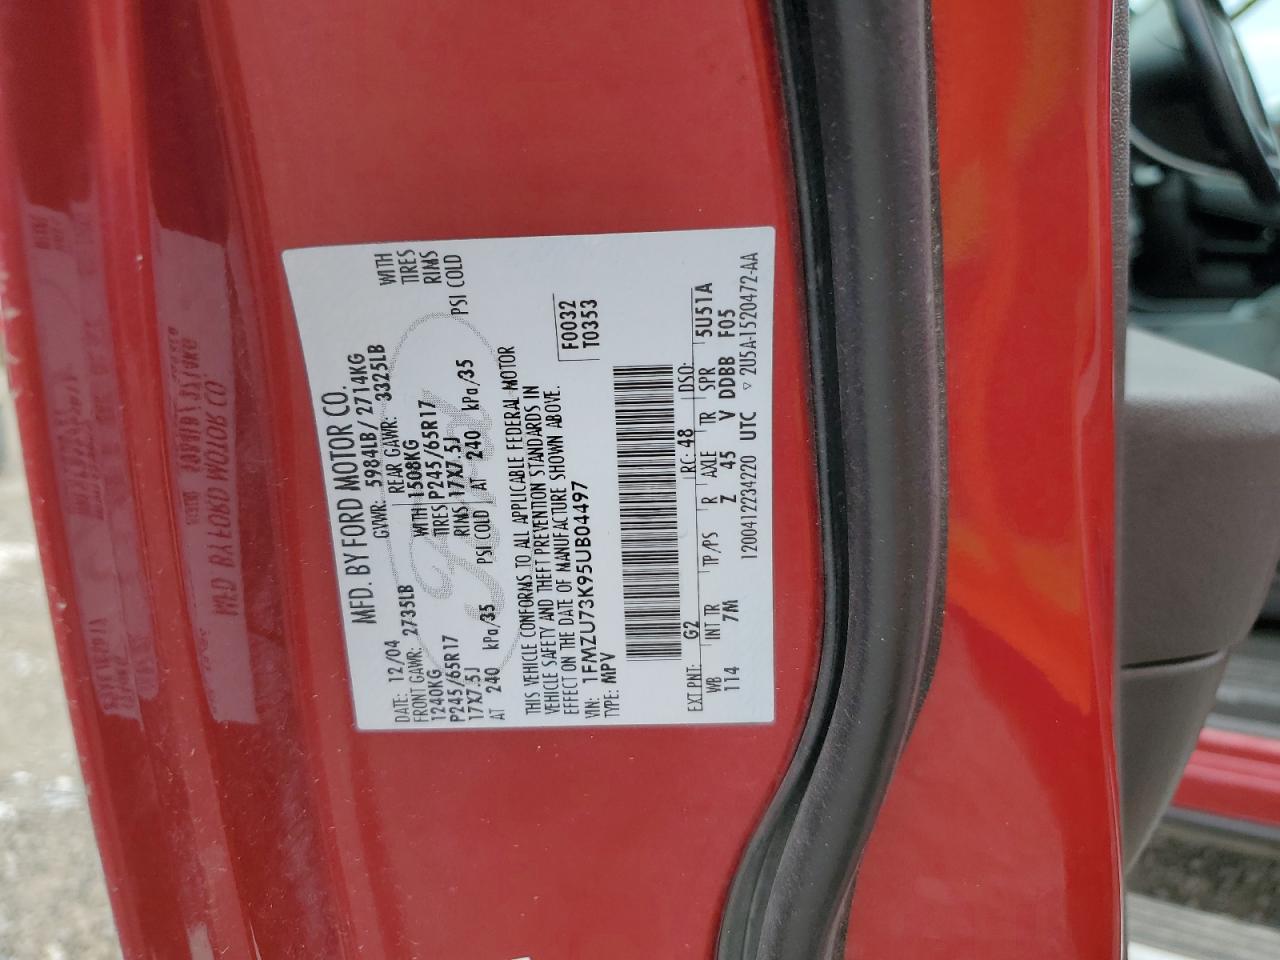 MFD. BY FORD MOTOR CO.
DATE: 12/04 GVWR: 5984LB/ 2714KG
FRONT GAWR: 2735LB REAR GAWR: 3325LB
1240KG WITH 1508KG WITH
P245/65R17 TIRES P245/65R17 TIRES
17X7.5J RIMS 17X7.5J RIMS
AT 240 kPa/35 PSI COLD AT 240 kPa/35 PSI COLD
Ford
THIS VEHICLE CONFORMS TO ALL APPLICABLE FEDERAL MOTOR
VEHICLE SAFETY AND THEFT PREVENTION STANDARDS IN
EFFECT ON THE DATE OF MANUFACTURE SHOWN ABOVE.
VIN: 1FMZU73K95UB04497 F0032
TYPE: MPV T0353
EXT PNT: G2 RC: 48 DSO:
WB INT TR TP/PS R AXLE TR SPR 5U51A
114 7M Z 45 V DDBB F05
1200412234220 UTC ▽ 2U5A-1520472-AA